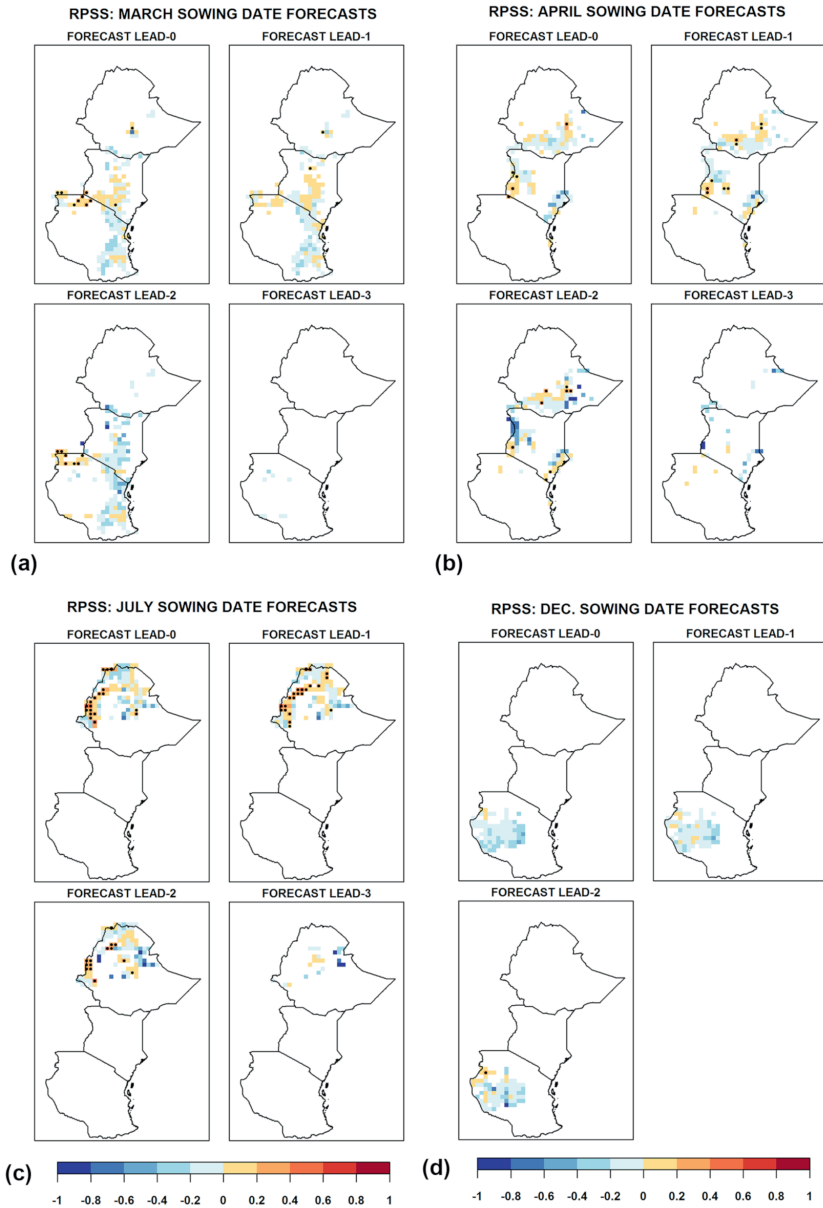 RPSS: MARCH SOWING DATE FORECASTS
FORECAST LEAD-0
FORECAST LEAD-1
FORECAST LEAD-2
FORECAST LEAD-3
(a)
RPSS: APRIL SOWING DATE FORECASTS
FORECAST LEAD-0
FORECAST LEAD-1
FORECAST LEAD-2
FORECAST LEAD-3
(b)
RPSS: JULY SOWING DATE FORECASTS
FORECAST LEAD-0
FORECAST LEAD-1
FORECAST LEAD-2
FORECAST LEAD-3
(c)
-1 -0.8 -0.6 -0.4 -0.2 0 0.2 0.4 0.6 0.8 1
RPSS: DEC. SOWING DATE FORECASTS
FORECAST LEAD-0
FORECAST LEAD-1
FORECAST LEAD-2
(d)
-1 -0.8 -0.6 -0.4 -0.2 0 0.2 0.4 0.6 0.8 1